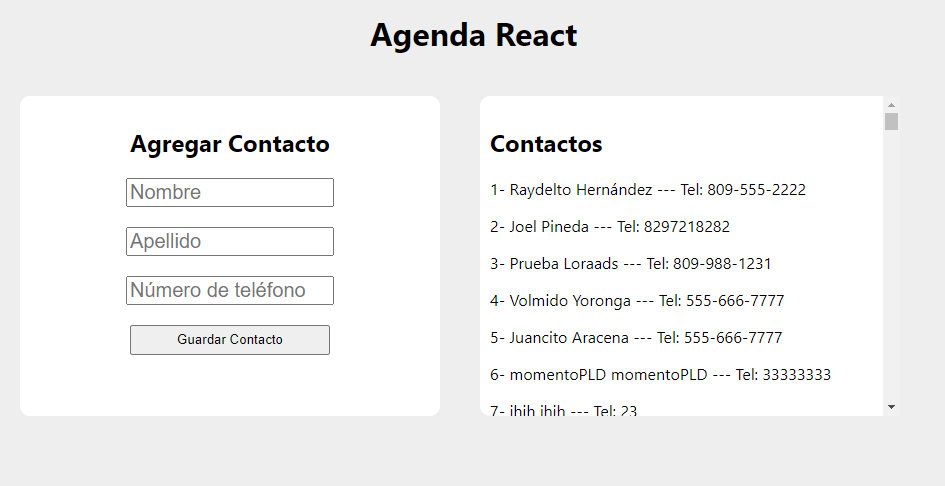 Agenda React
Agregar Contacto
Nombre
Apellido
Número de teléfono
Guardar Contacto
Contactos
1- Raydelto Hernández --- Tel: 809-555-2222
2- Joel Pineda --- Tel: 8297218282
3- Prueba Loraads --- Tel: 809-988-1231
4- Volmido Yoronga --- Tel: 555-666-7777
5- Juancito Aracena --- Tel: 555-666-7777
6- momentoPLD momentoPLD --- Tel: 33333333
7- ihih ihih --- Tel: 23